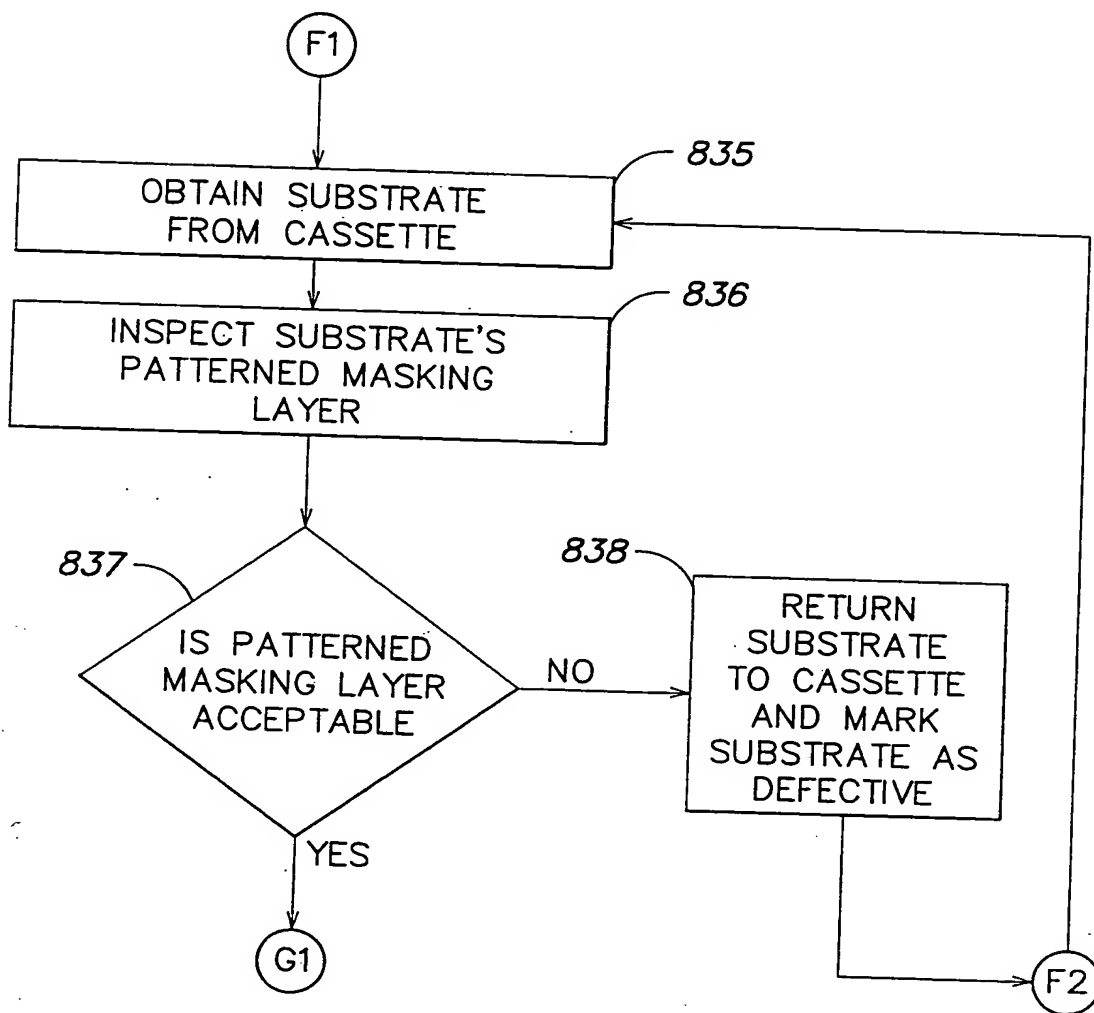 F1
835
OBTAIN SUBSTRATE
FROM CASSETTE
836
INSPECT SUBSTRATE'S
PATTERNED MASKING
LAYER
837
IS PATTERNED
MASKING LAYER
ACCEPTABLE
NO
838
RETURN
SUBSTRATE
TO CASSETTE
AND MARK
SUBSTRATE AS
DEFECTIVE
YES
G1
F2